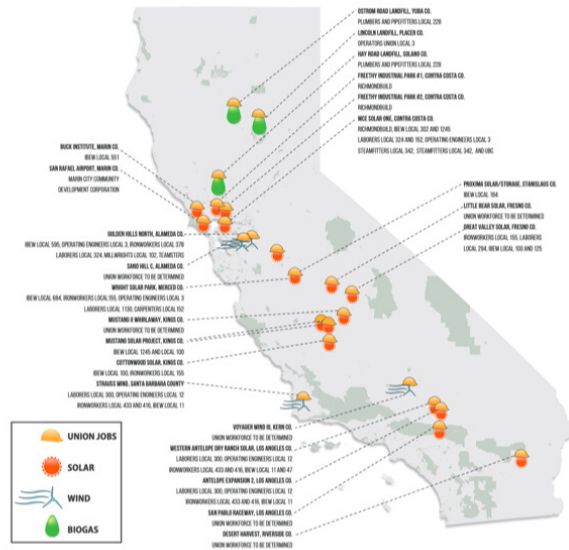 OSTROM ROAD LANDFILL, YUBA CO.
PLUMBERS AND PIPEFITTERS LOCAL 228
LINCOLN LANDFILL, PLACER CO.
OPERATORS UNION LOCAL 3
HAY ROAD LANDFILL, SOLANO CO.
PLUMBERS AND PIPEFITTERS LOCAL 228
FREETHY INDUSTRIAL PARK #1, CONTRA COSTA CO.
RICHMONDBUILD
FREETHY INDUSTRIAL PARK #2, CONTRA COSTA CO.
RICHMONDBUILD
MCE SOLAR ONE, CONTRA COSTA CO.
RICHMONDBUILD, IBEW LOCAL 302 AND 1245
LABORERS LOCAL 324 AND 152, OPERATING ENGINEERS LOCAL 3
STEAMFITTERS LOCAL 342, STEAMFITTERS LOCAL 342, AND UBC
BUCK INSTITUTE, MARIN CO.
IBEW LOCAL 551
SAN RAFAEL AIRPORT, MARIN CO.
MARIN CITY COMMUNITY
DEVELOPMENT CORPORATION
PROXIMA SOLAR/STORAGE, STANISLAUS CO.
IBEW LOCAL 184
LITTLE BEAR SOLAR, FRESNO CO.
UNION WORKFORCE TO BE DETERMINED
GREAT VALLEY SOLAR, FRESNO CO.
IRONWORKERS LOCAL 155, LABORERS
LOCAL 294, IBEW LOCAL 100 AND 125
GOLDEN HILLS NORTH, ALAMEDA CO.
IBEW LOCAL 595, OPERATING ENGINEERS LOCAL 3, IRONWORKERS LOCAL 378
LABORERS LOCAL 324, MILLWRIGHTS LOCAL 102, TEAMSTERS
SAND HILL C, ALAMEDA CO.
UNION WORKFORCE TO BE DETERMINED
WRIGHT SOLAR PARK, MERCED CO.
IBEW LOCAL 684, IRONWORKERS LOCAL 155, OPERATING ENGINEERS LOCAL 3
LABORERS LOCAL 1130, CARPENTERS LOCAL 152
MUSTANG II WHIRLAWAY, KINGS CO.
UNION WORKFORCE TO BE DETERMINED
MUSTANG SOLAR PROJECT, KINGS CO.
IBEW LOCAL 1245 AND LOCAL 100
COTTONWOOD SOLAR, KINGS CO.
IBEW LOCAL 100, IRONWORKERS LOCAL 155
STRAUSS WIND, SANTA BARBARA COUNTY
LABORERS LOCAL 300, OPERATING ENGINEERS LOCAL 12
IRONWORKERS LOCAL 433 AND 416, IBEW LOCAL 11
VOYAGER WIND III, KERN CO.
UNION WORKFORCE TO BE DETERMINED
WESTERN ANTELOPE DRY RANCH SOLAR, LOS ANGELES CO.
LABORERS LOCAL 300, OPERATING ENGINEERS LOCAL 12
IRONWORKERS LOCAL 433 AND 416, IBEW LOCAL 11 AND 47
ANTELOPE EXPANSION 2, LOS ANGELES CO.
LABORERS LOCAL 300, OPERATING ENGINEERS LOCAL 12
IRONWORKERS LOCAL 433 AND 416, IBEW LOCAL 11
SAN PABLO RACEWAY, LOS ANGELES CO.
UNION WORKFORCE TO BE DETERMINED
DESERT HARVEST, RIVERSIDE CO.
UNION WORKFORCE TO BE DETERMINED
UNION JOBS
SOLAR
WIND
BIOGAS